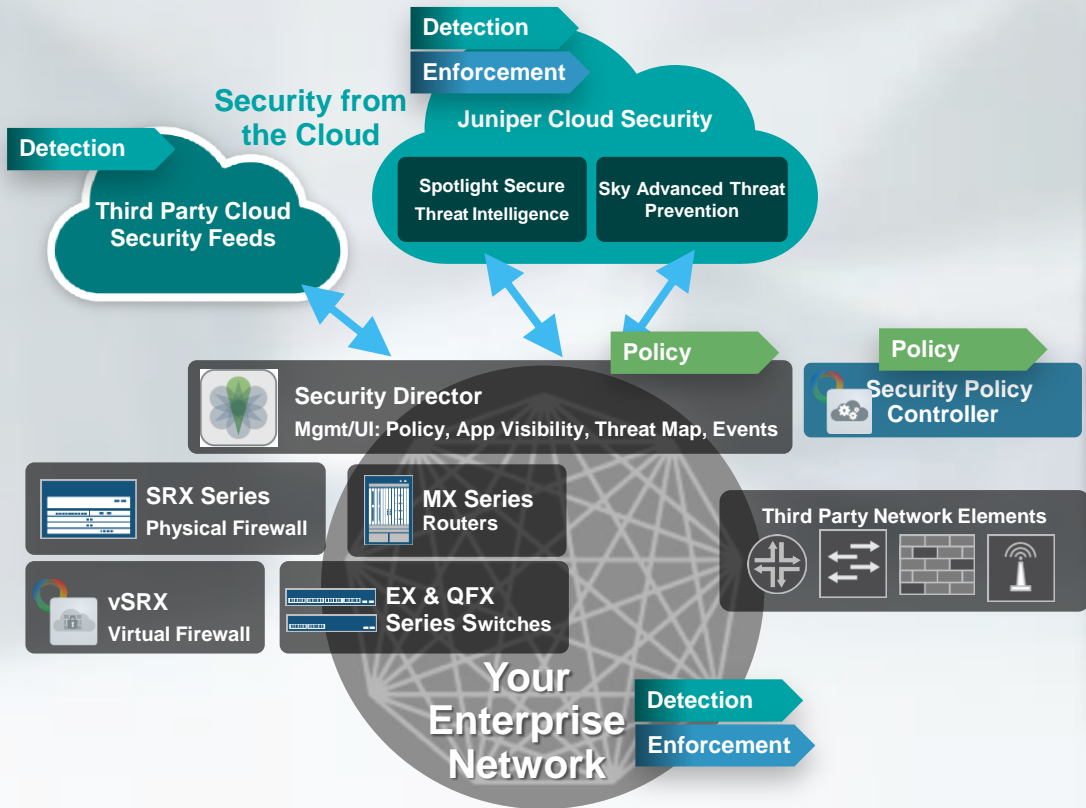 Detection
Enforcement
Security from
the Cloud
Juniper Cloud Security
Detection
Spotlight Secure
Threat Intelligence
Sky Advanced Threat
Prevention
Third Party Cloud
Security Feeds
Policy
Policy
Security Director
Mgmt/UI: Policy, App Visibility, Threat Map, Events
Security Policy
Controller
SRX Series
Physical Firewall
MX Series
Routers
Third Party Network Elements
vSRX
Virtual Firewall
EX & QFX
Series Switches
Your
Enterprise
Network
Detection
Enforcement